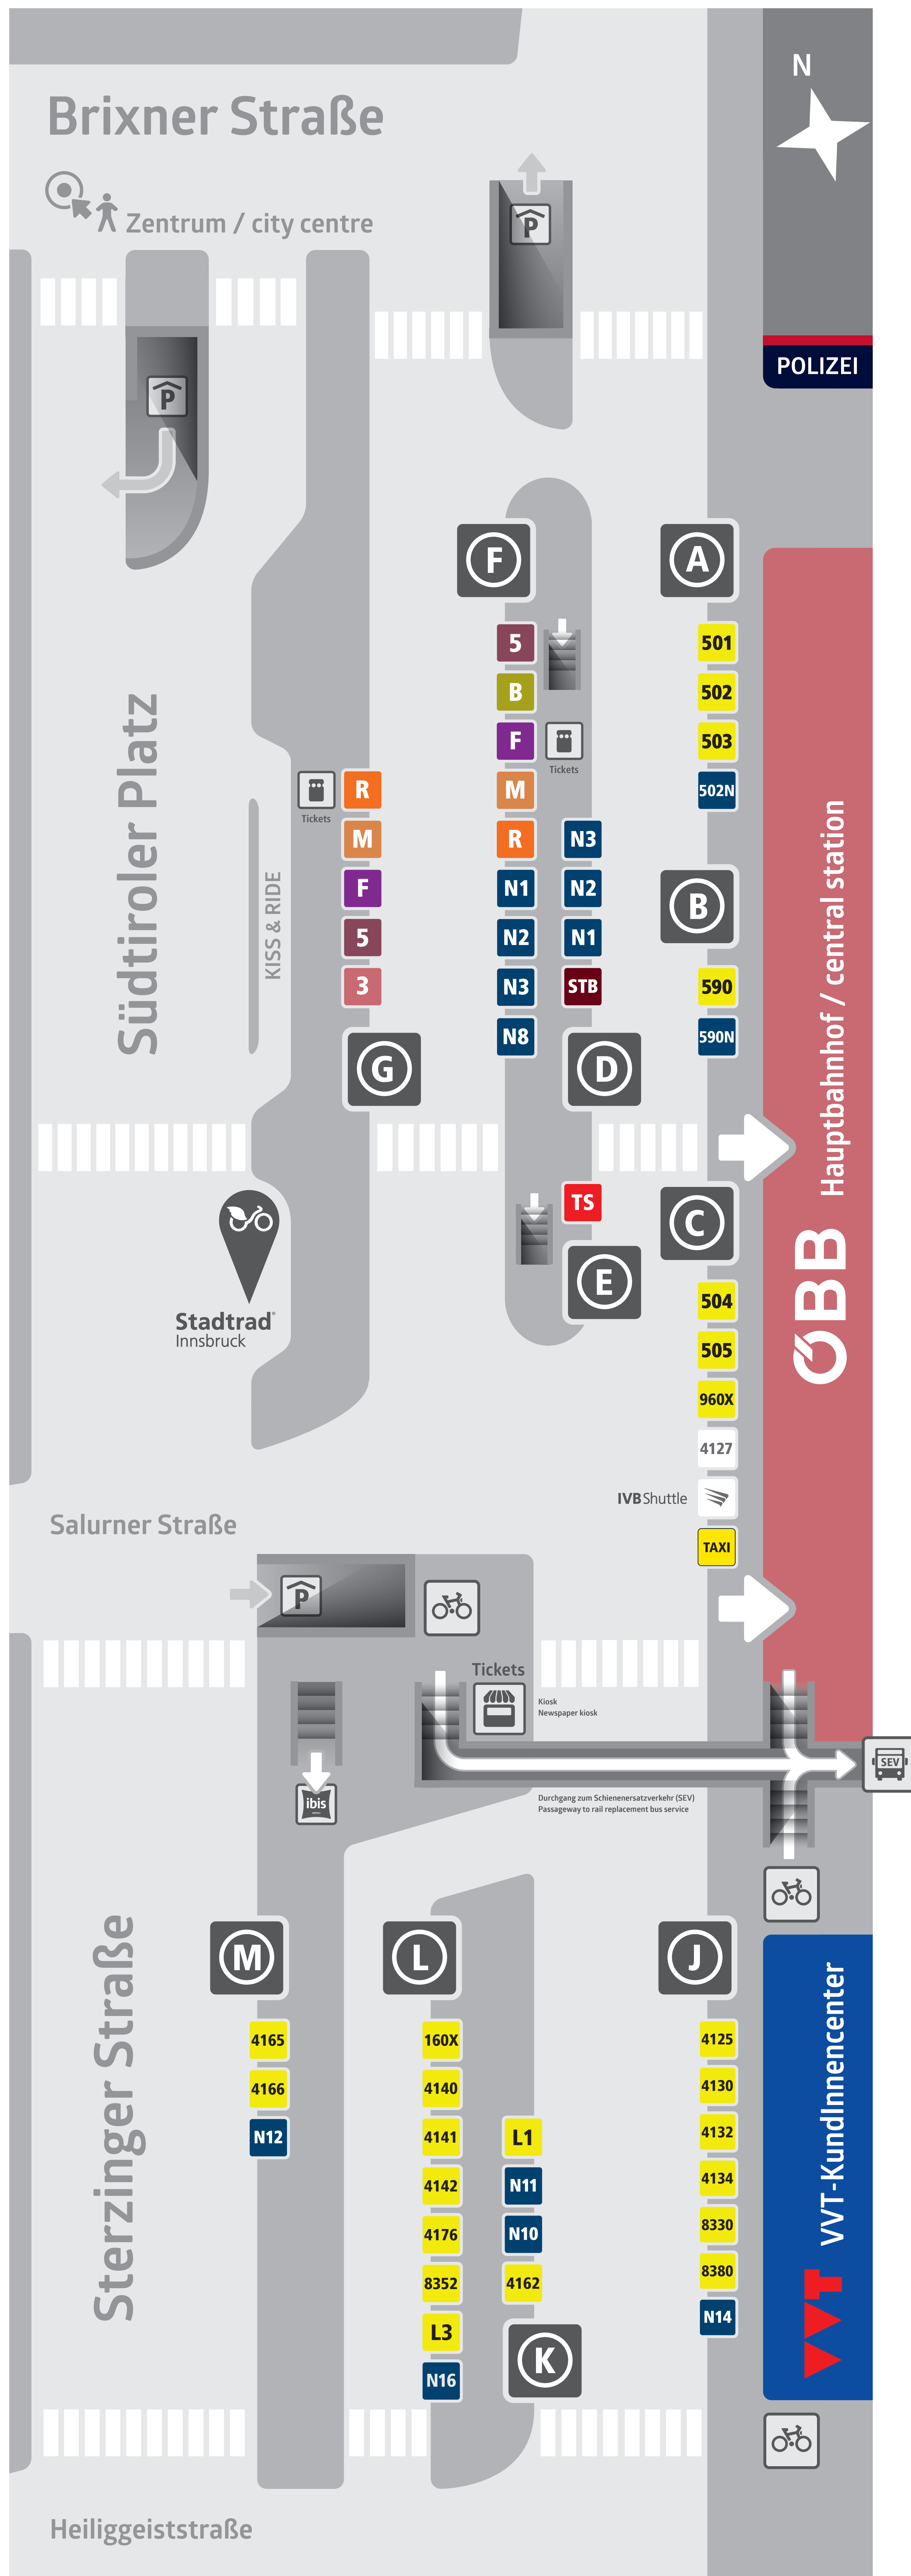 N
Brixner Straße
Zentrum / city centre
P
P
POLIZEI
Südtiroler Platz
KISS & RIDE
F
5
B
F
M
R
N1
N2
N3
N8
Tickets
A
501
502
503
502N
B
590
590N
Tickets
R
M
F
5
3
G
N3
N2
N1
STB
D
TS
E
C
504
505
960X
4127
IVB Shuttle
TAXI
Hauptbahnhof / central station
ÖBB
Stadtrad®
Innsbruck
Salurner Straße
P
Tickets
Kiosk
Newspaper kiosk
SEV
ibis
Durchgang zum Schienenersatzverkehr (SEV)
Passageway to rail replacement bus service
Sterzinger Straße
M
4165
4166
N12
L
160X
4140
4141
4142
4176
8352
L3
N16
L1
N11
N10
4162
K
J
4125
4130
4132
4134
8330
8380
N14
VVT-KundInnencenter
VVT
Heiliggeiststraße